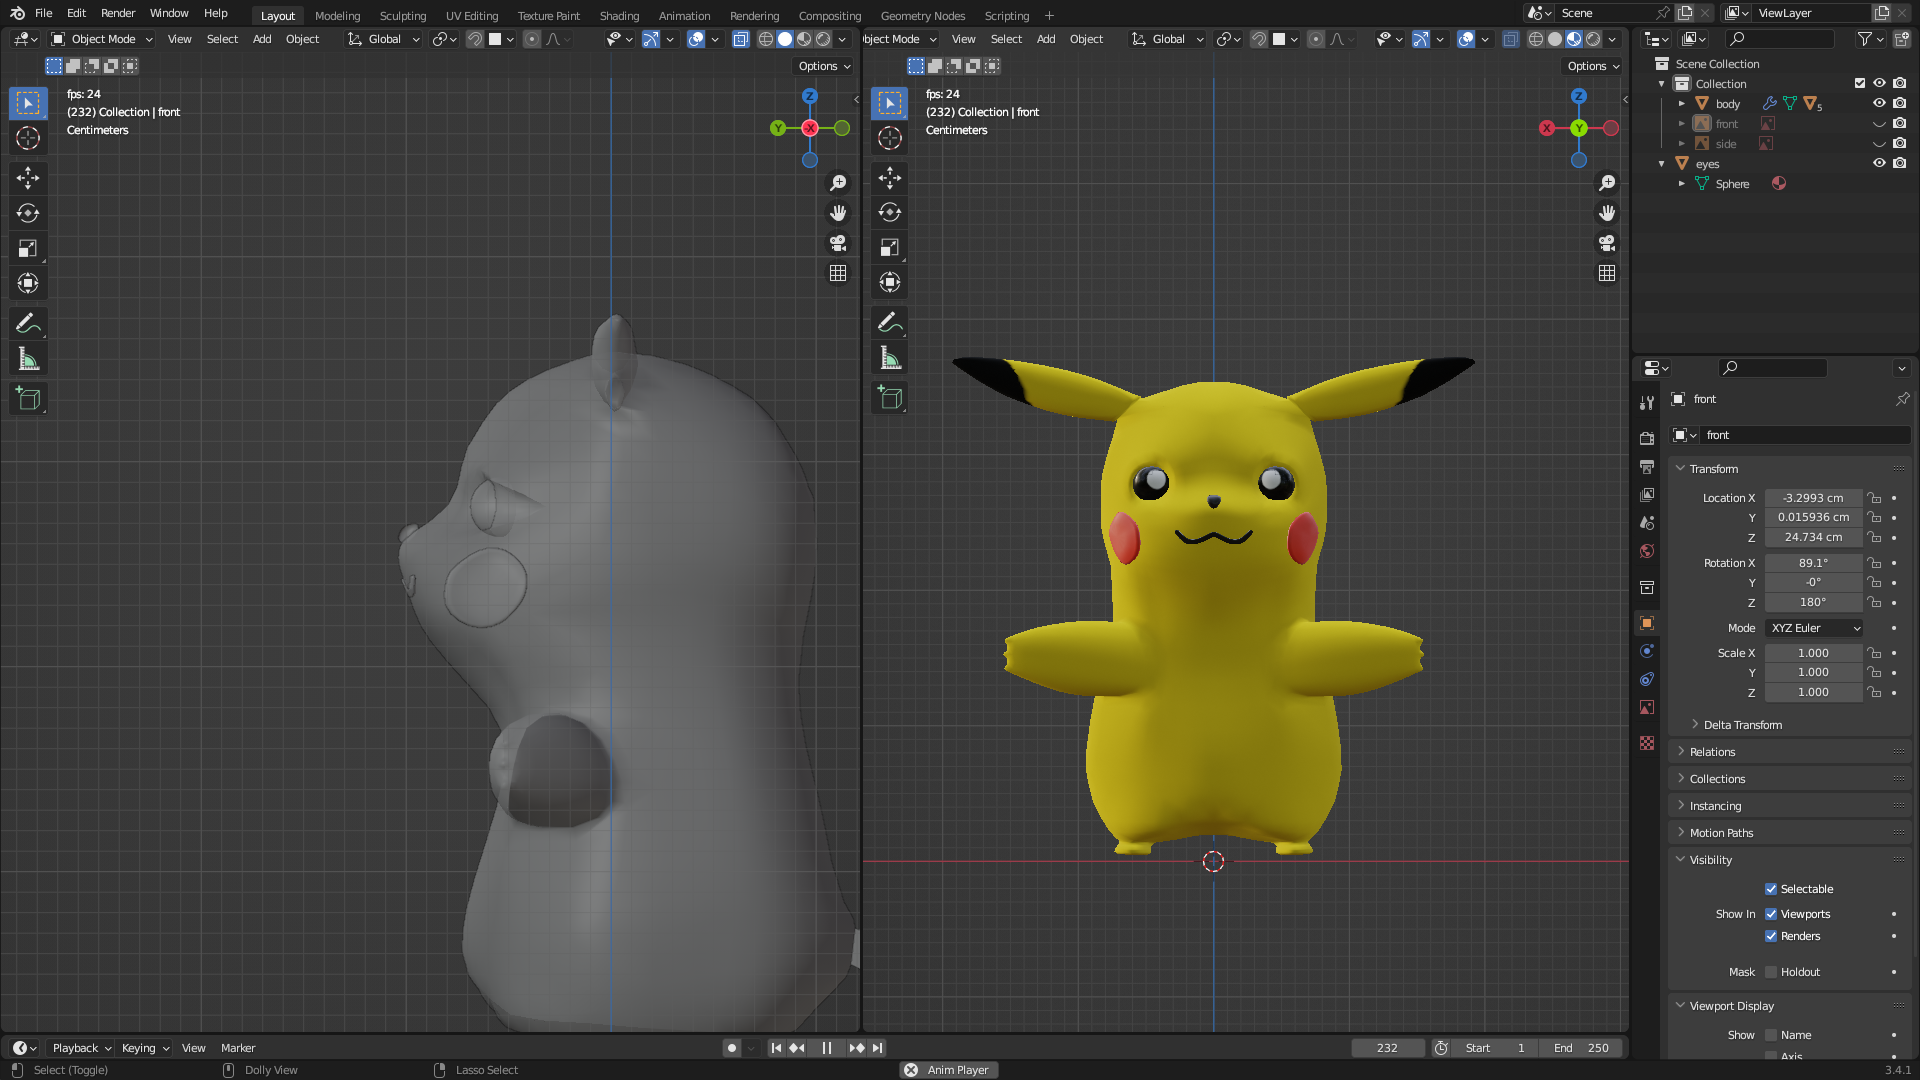 File Edit Render Window Help Layout Modeling Sculpting UV Editing Texture Paint Shading Animation Rendering Compositing Geometry Nodes Scripting + Scene ViewLayer
Object Mode View Select Add Object Global
bject Mode View Select Add Object Global
Options
Options
fps: 24
(232) Collection | front
Centimeters
Z
Y X
fps: 24
(232) Collection | front
Centimeters
Z
X Y
Scene Collection
Collection
body 5
front
side
eyes
Sphere
front
front
Transform
Location X -3.2993 cm
Y 0.015936 cm
Z 24.734 cm
Rotation X 89.1°
Y -0°
Z 180°
Mode XYZ Euler
Scale X 1.000
Y 1.000
Z 1.000
Delta Transform
Relations
Collections
Instancing
Motion Paths
Visibility
Selectable
Show In Viewports
Renders
Mask Holdout
Viewport Display
Show Name
Axis
Playback Keying View Marker 232 Start 1 End 250
Select (Toggle) Dolly View Lasso Select Anim Player 3.4.1